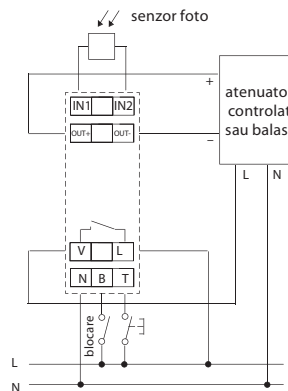 senzor foto
+
IN1 IN2
OUT+ OUT-
atenuato
controlat
sau balas
−
L N
V L
N B T
blocare
L
N